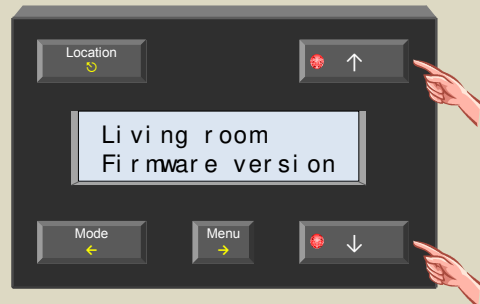 Location
Living room
Firmware version
Mode
Menu